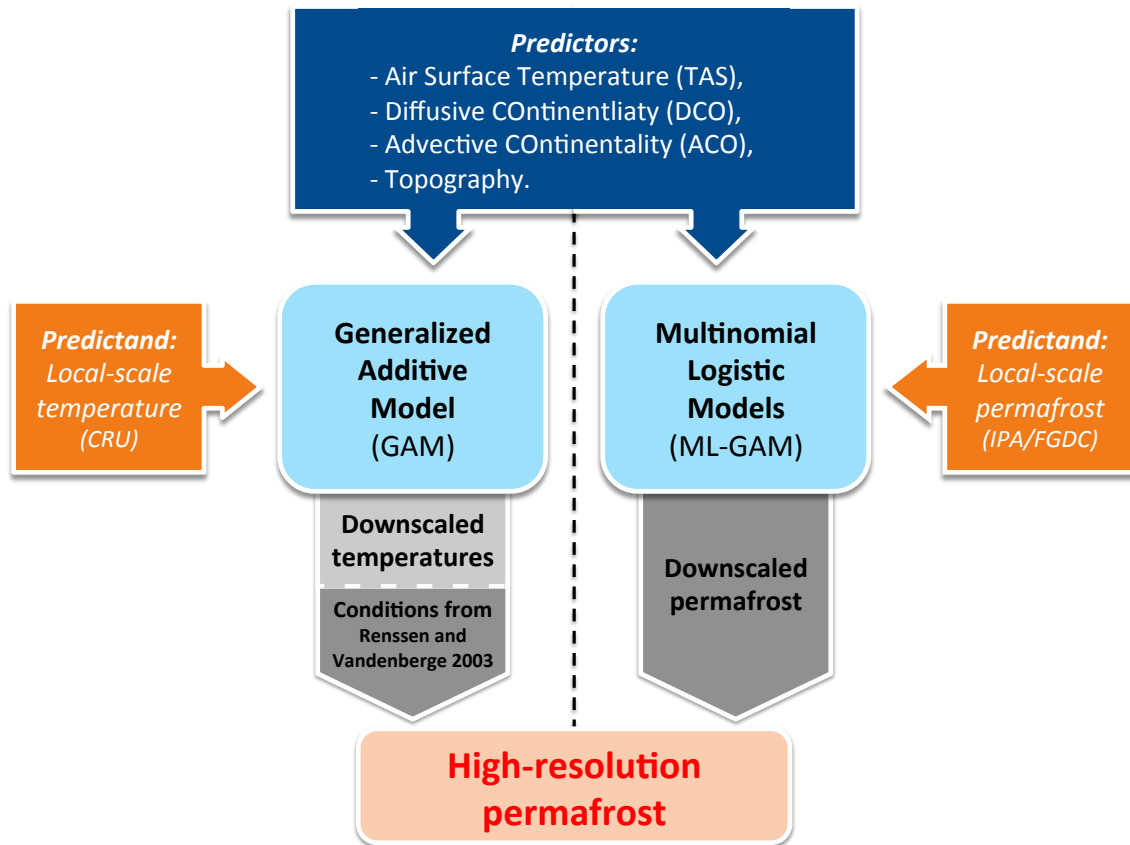 Predictors:
- Air Surface Temperature (TAS),
- Diffusive COntinentliaty (DCO),
- Advective COntinentality (ACO),
- Topography.
Predictand:
Local-scale
temperature
(CRU)
Generalized
Additive
Model
(GAM)
Multinomial
Logistic
Models
(ML-GAM)
Predictand:
Local-scale
permafrost
(IPA/FGDC)
Downscaled
temperatures
Conditions from
Renssen and
Vandenberge 2003
Downscaled
permafrost
High-resolution
permafrost